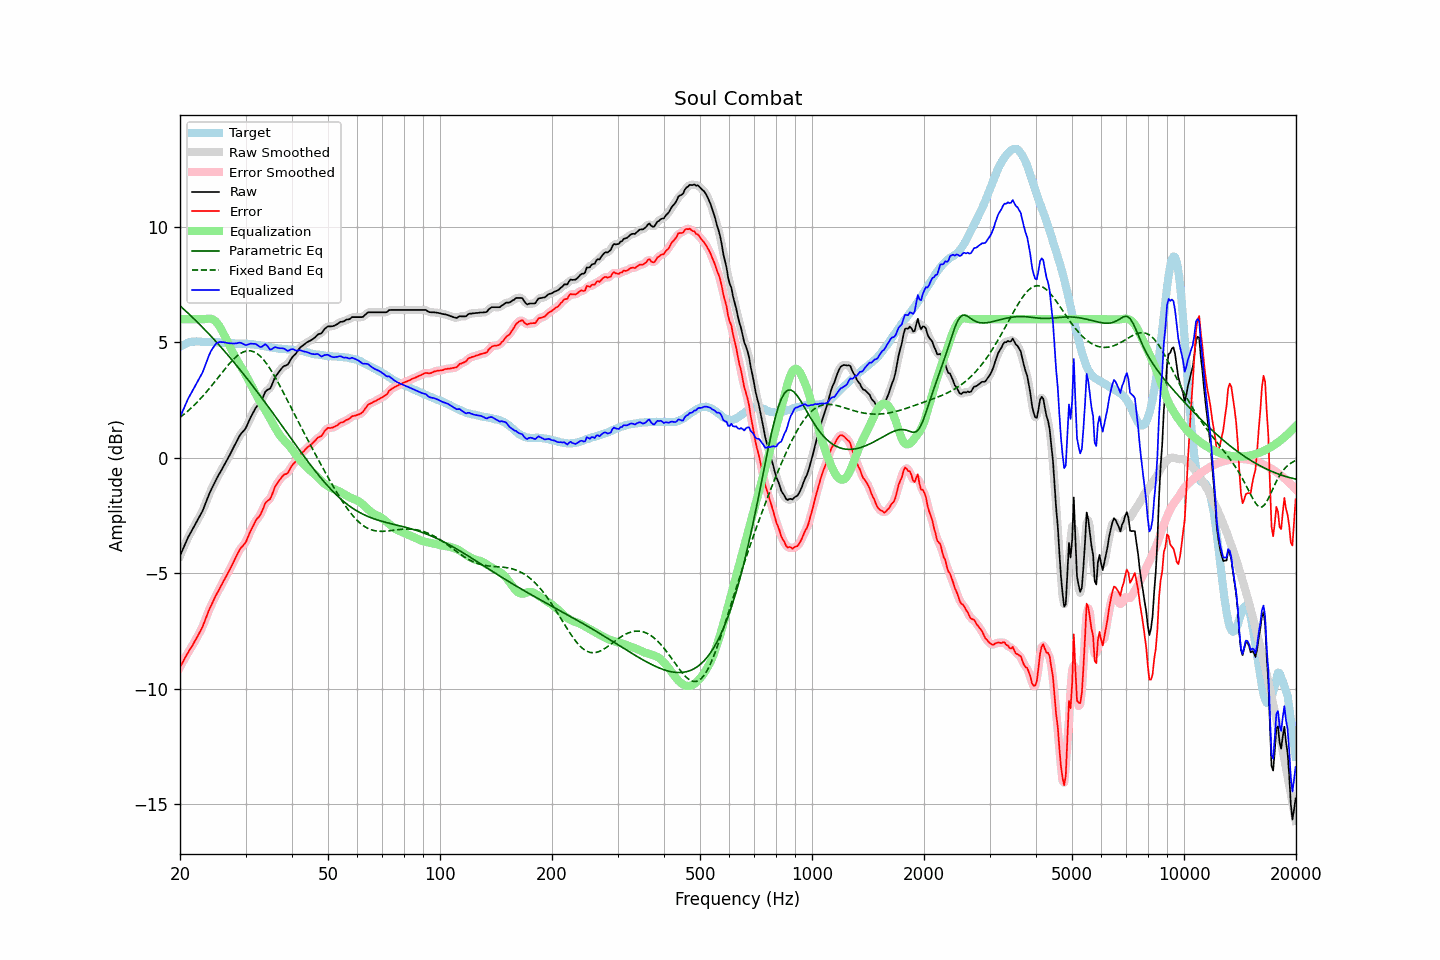 Soul Combat
Target
Raw Smoothed
Error Smoothed
Raw
Error
Equalization
Parametric Eq
Fixed Band Eq
Equalized
Amplitude (dBr)
10
5
0
−5
−10
−15
20 50 100 200 500 1000 2000 5000 10000 20000
Frequency (Hz)